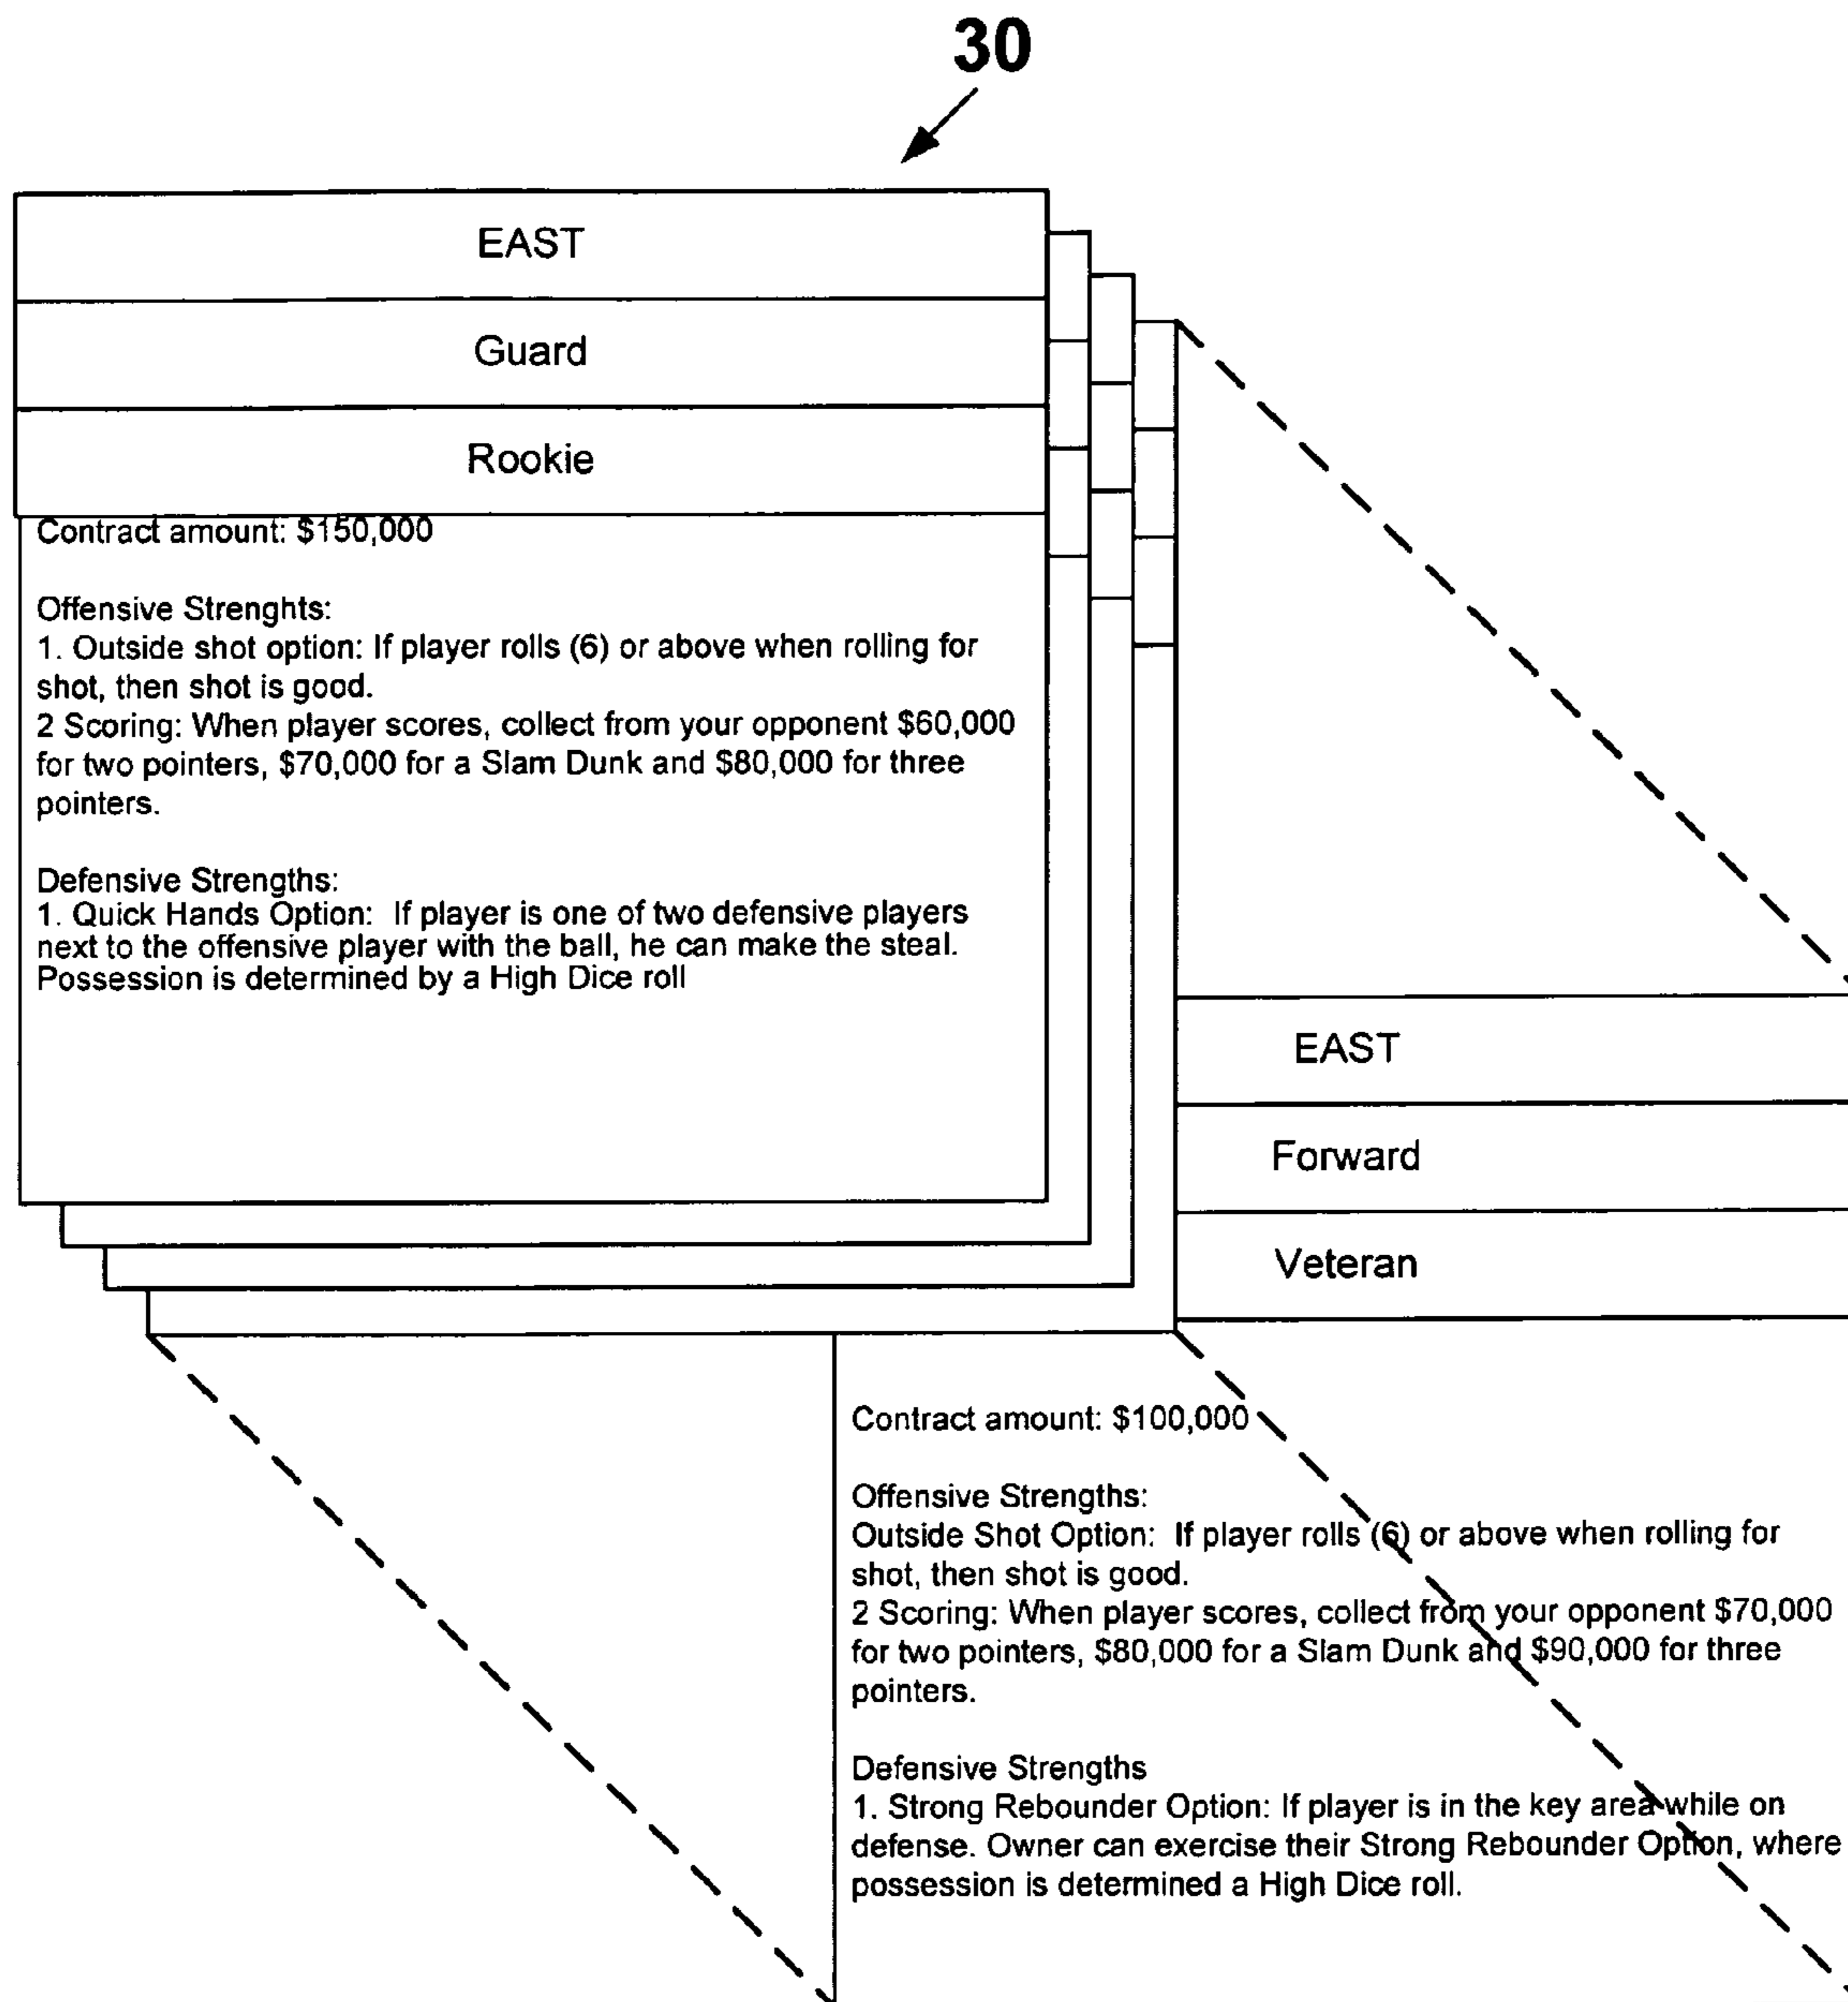 30
EAST
Guard
Rookie
Contract amount: $150,000
Offensive Strenghts:
1. Outside shot option: If player rolls (6) or above when rolling for
shot, then shot is good.
2 Scoring: When player scores, collect from your opponent $60,000
for two pointers, $70,000 for a Slam Dunk and $80,000 for three
pointers.
Defensive Strengths:
1. Quick Hands Option: If player is one of two defensive players
next to the offensive player with the ball, he can make the steal.
Possession is determined by a High Dice roll
EAST
Forward
Veteran
Contract amount: $100,000
Offensive Strengths:
Outside Shot Option: If player rolls (6) or above when rolling for
shot, then shot is good.
2 Scoring: When player scores, collect from your opponent $70,000
for two pointers, $80,000 for a Slam Dunk and $90,000 for three
pointers.
Defensive Strengths
1. Strong Rebounder Option: If player is in the key area while on
defense. Owner can exercise their Strong Rebounder Option, where
possession is determined a High Dice roll.